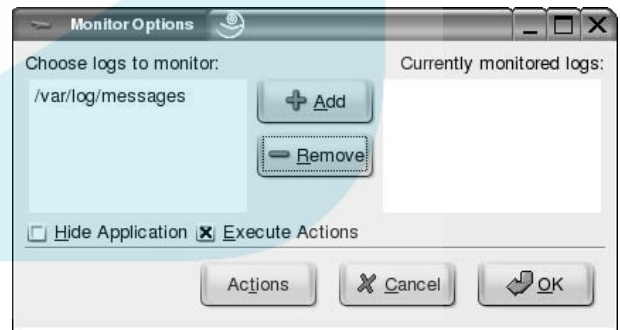 Monitor Options
Choose logs to monitor:
Currently monitored logs:
/var/log/messages
Add
Remove
Hide Application
Execute Actions
Actions
Cancel
OK